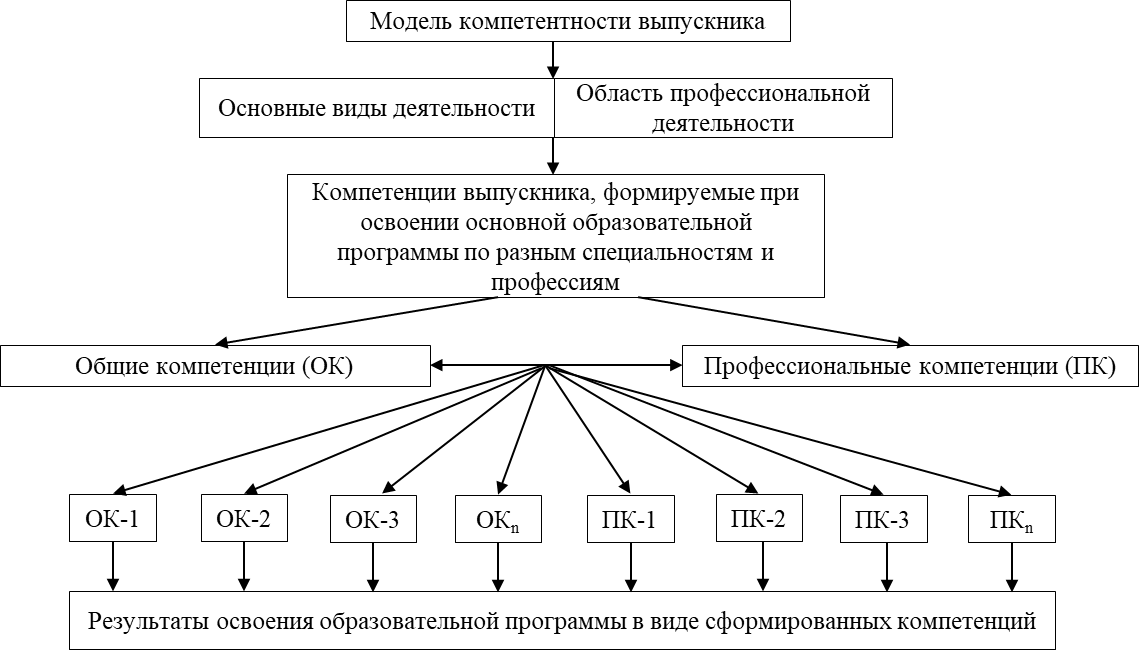 Модель компетентности выпускника
Основные виды деятельности
Область профессиональной
деятельности
Компетенции выпускника, формируемые при
освоении основной образовательной
программы по разным специальностям и
профессиям
Общие компетенции (ОК)
Профессиональные компетенции (ПК)
ОК-1
ОК-2
ОК-3
ОКn
ПК-1
ПК-2
ПК-3
ПКn
Результаты освоения образовательной программы в виде сформированных компетенций